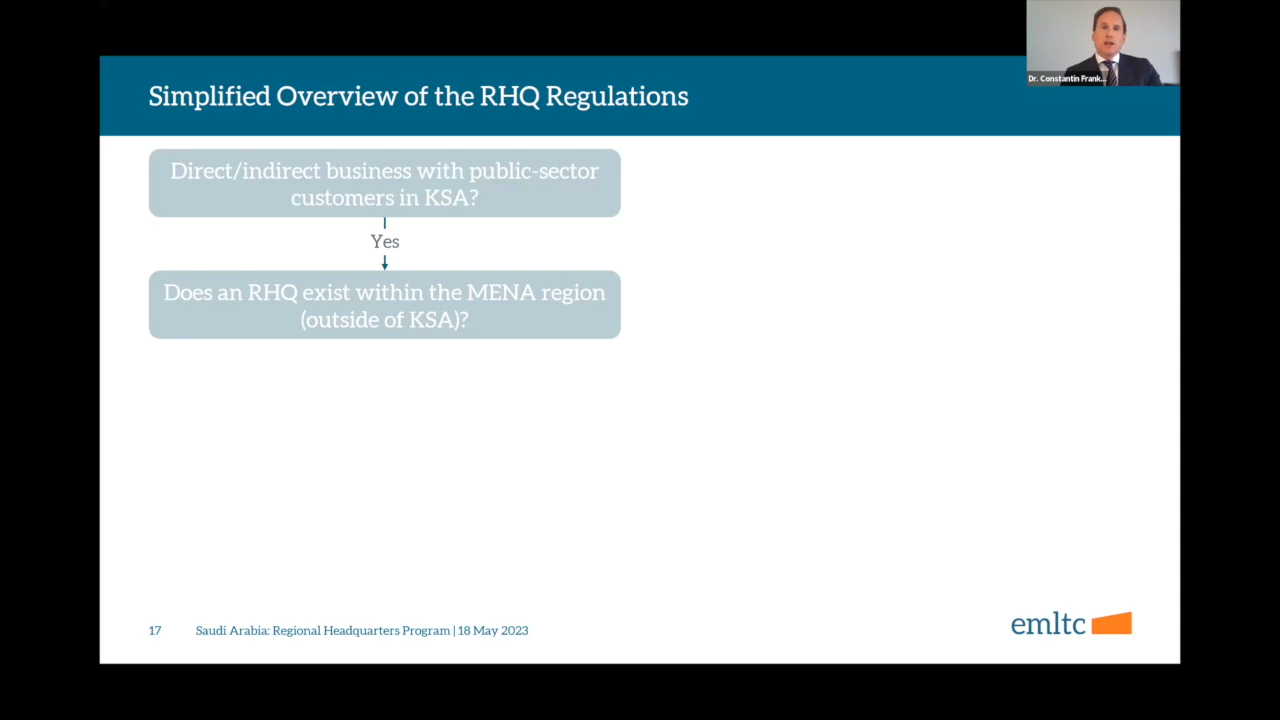 Dr. Constantin Frank...
Simplified Overview of the RHQ Regulations
Direct/indirect business with public-sector
customers in KSA?
Yes
Does an RHQ exist within the MENA region
(outside of KSA)?
17 Saudi Arabia: Regional Headquarters Program | 18 May 2023
emltc